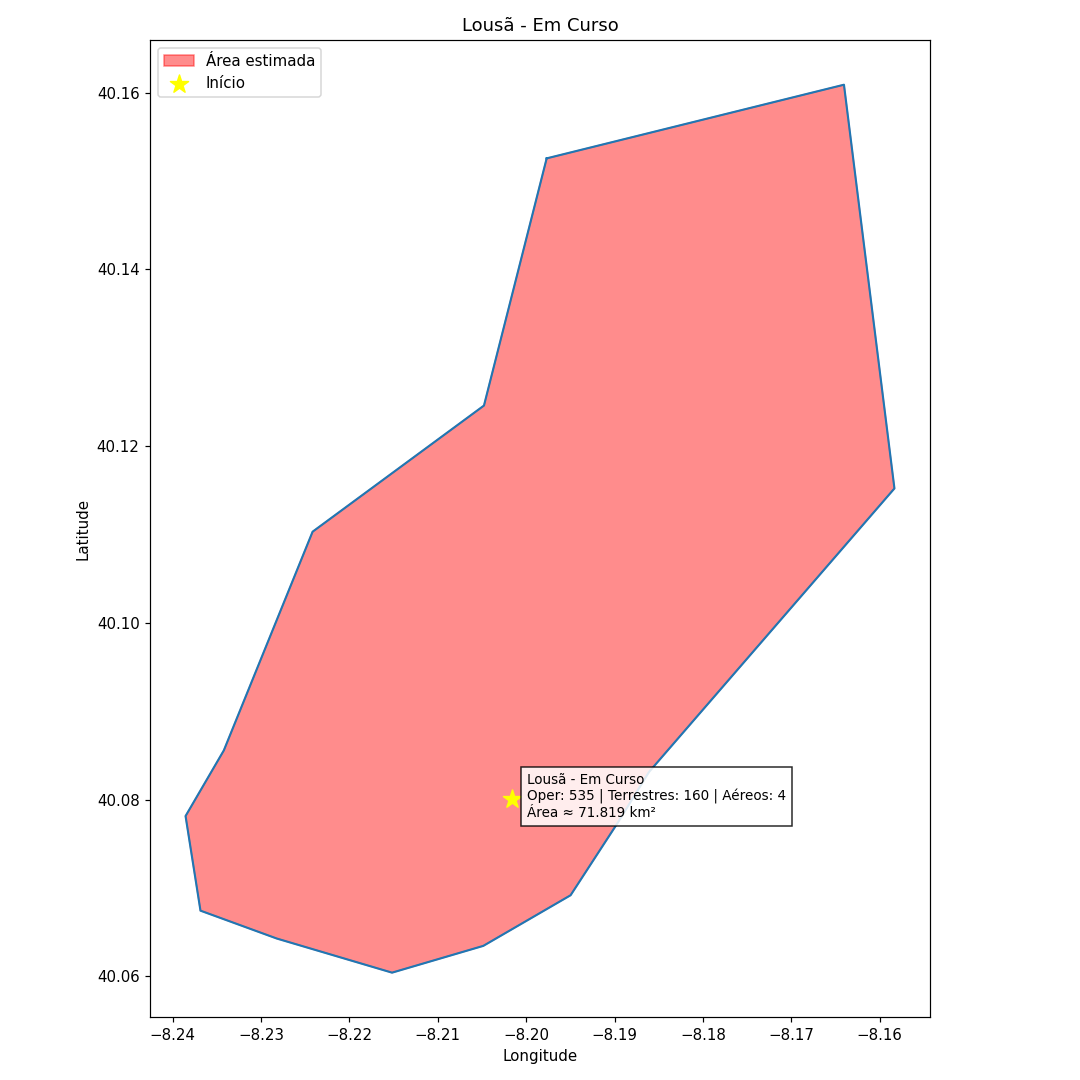 Lousã - Em Curso
Área estimada
Início
40.16
40.14
40.12
40.10
40.08
40.06
Latitude
Lousã - Em Curso
Oper: 535 | Terrestres: 160 | Aéreos: 4
Área ≈ 71.819 km²
−8.24 −8.23 −8.22 −8.21 −8.20 −8.19 −8.18 −8.17 −8.16
Longitude